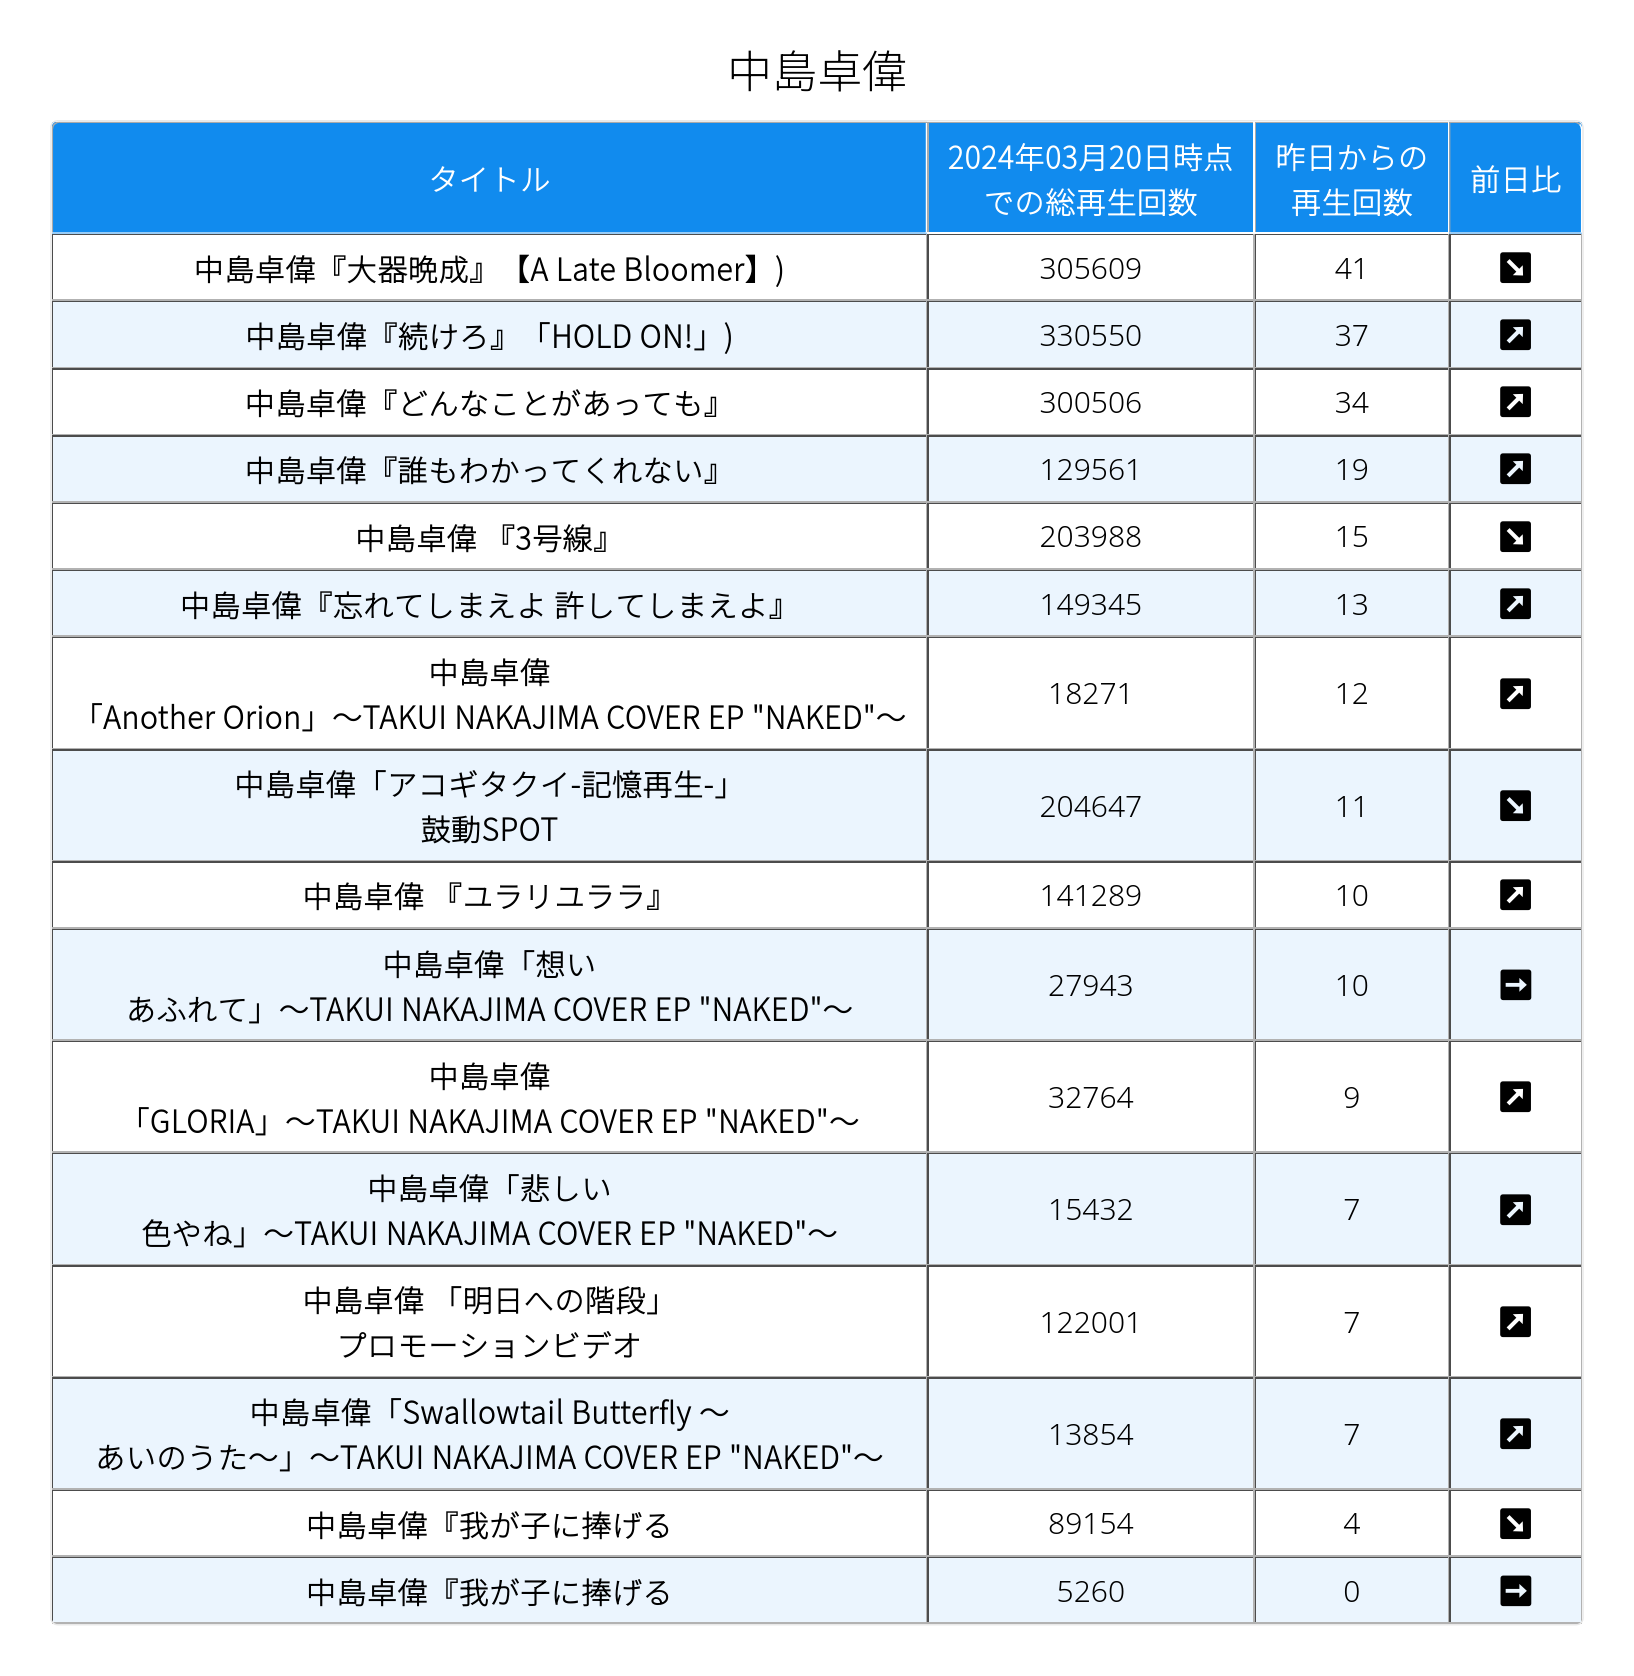 中島卓偉
タイトル
2024年03月20日時点
での総再生回数
昨日からの
再生回数
前日比
中島卓偉『大器晩成』【A Late Bloomer】)
305609
41
中島卓偉『続けろ』「HOLD ON!」)
330550
37
中島卓偉『どんなことがあっても』
300506
34
中島卓偉『誰もわかってくれない』
129561
19
中島卓偉 『3号線』
203988
15
中島卓偉『忘れてしまえよ 許してしまえよ』
149345
13
中島卓偉
「Another Orion」～TAKUI NAKAJIMA COVER EP "NAKED"～
18271
12
中島卓偉「アコギタクイ-記憶再生-」
鼓動SPOT
204647
11
中島卓偉 『ユラリユララ』
141289
10
中島卓偉「想い
あふれて」～TAKUI NAKAJIMA COVER EP "NAKED"～
27943
10
中島卓偉
「GLORIA」～TAKUI NAKAJIMA COVER EP "NAKED"～
32764
9
中島卓偉「悲しい
色やね」～TAKUI NAKAJIMA COVER EP "NAKED"～
15432
7
中島卓偉 「明日への階段」
プロモーションビデオ
122001
7
中島卓偉「Swallowtail Butterfly ～
あいのうた～」～TAKUI NAKAJIMA COVER EP "NAKED"～
13854
7
中島卓偉『我が子に捧げる
89154
4
中島卓偉『我が子に捧げる
5260
0